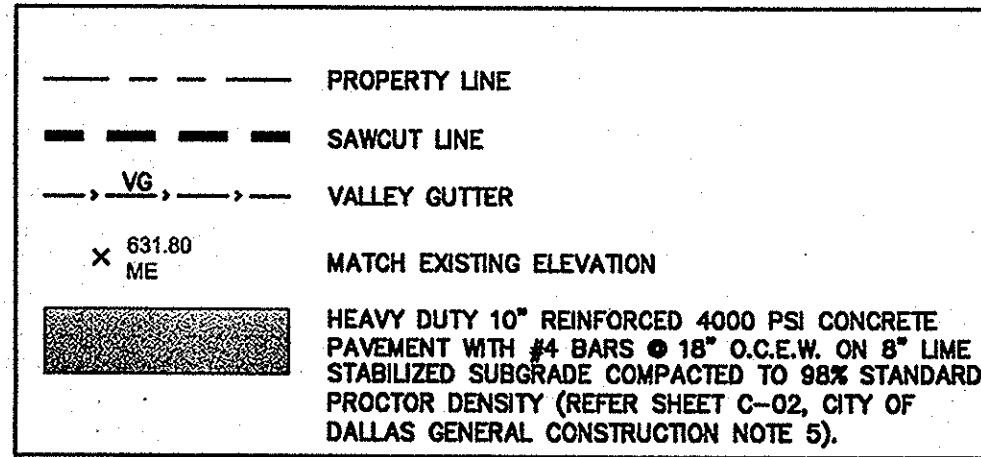 PROPERTY LINE
SAWCUT LINE
VG
VALLEY GUTTER
× 631.80
ME
MATCH EXISTING ELEVATION
HEAVY DUTY 10" REINFORCED 4000 PSI CONCRETE
PAVEMENT WITH #4 BARS @ 18" O.C.E.W. ON 8" LIME
STABILIZED SUBGRADE COMPACTED TO 98% STANDARD
PROCTOR DENSITY (REFER SHEET C-02, CITY OF
DALLAS GENERAL CONSTRUCTION NOTE 5).